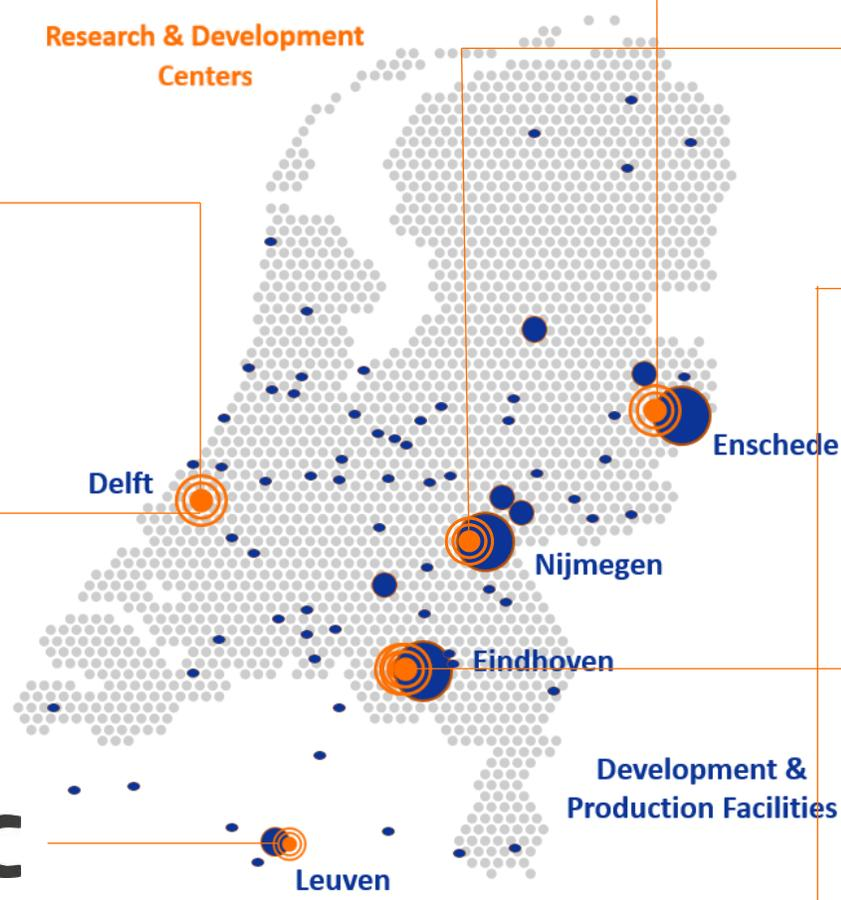 Research & Development
Centers
Enschede
Delft
Nijmegen
Eindhoven
Development &
Production Facilities
Leuven